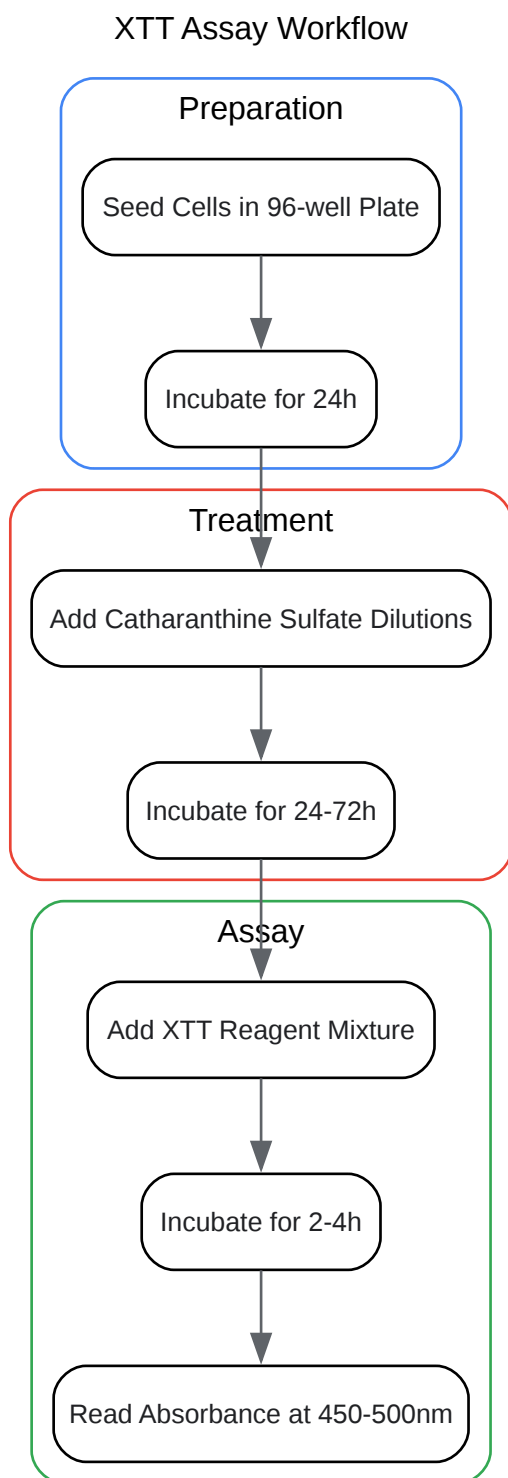 XTT Assay Workflow
Preparation
Seed Cells in 96-well Plate
Incubate for 24h
Treatment
Add Catharanthine Sulfate Dilutions
Incubate for 24-72h
Assay
Add XTT Reagent Mixture
Incubate for 2-4h
Read Absorbance at 450-500nm